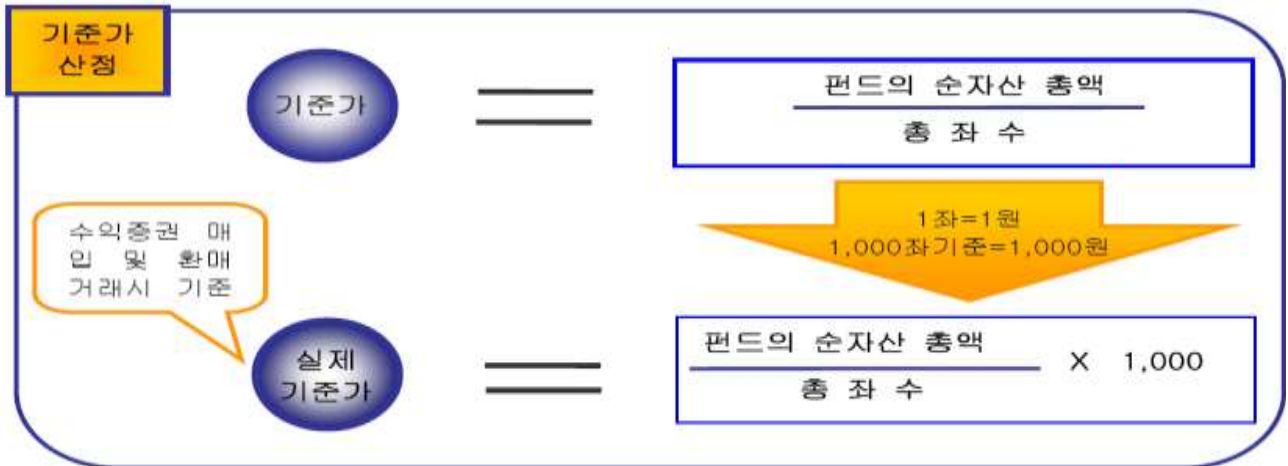 기준가
산정
기준가
펀드의 순자산 총액
총 좌 수
1좌=1원
1,000좌기준=1,000원
수익증권 매
입 및 환매
거래시 기준
실제
기준가
펀드의 순자산 총액
총 좌 수
X 1,000